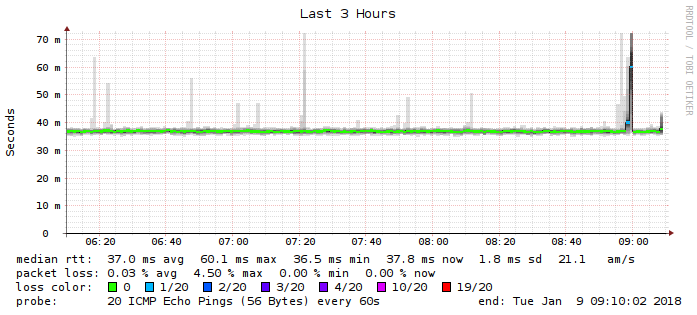 Last 3 Hours
RRDTOOL / TOBI OETIKER
Seconds
70 m
60 m
50 m
40 m
30 m
20 m
10 m
0
06:20 06:40 07:00 07:20 07:40 08:00 08:20 08:40 09:00
median rtt: 37.0 ms avg 60.1 ms max 36.5 ms min 37.8 ms now 1.8 ms sd 21.1 am/s
packet loss: 0.03 % avg 4.50 % max 0.00 % min 0.00 % now
loss color: 0 1/20 2/20 3/20 4/20 10/20 19/20
probe: 20 ICMP Echo Pings (56 Bytes) every 60s end: Tue Jan 9 09:10:02 2018